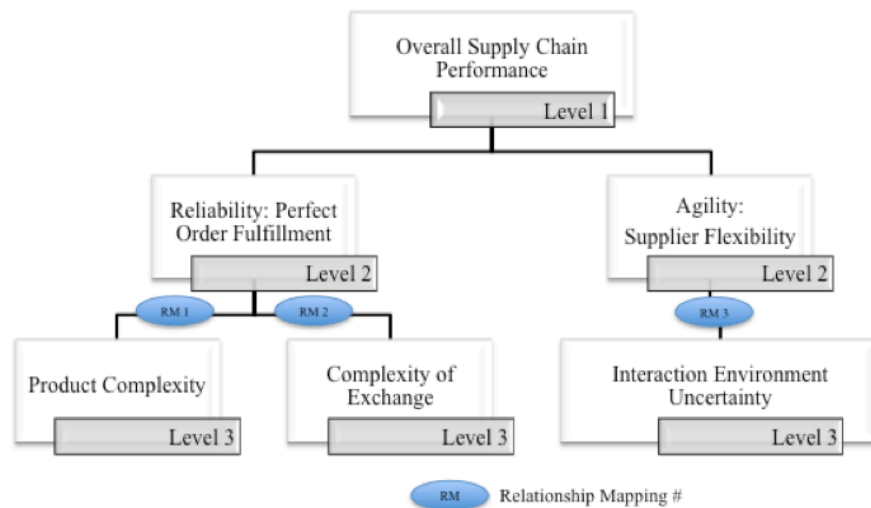 Overall Supply Chain
Performance
Level 1
Reliability: Perfect
Order Fulfillment
Level 2
Agility:
Supplier Flexibility
Level 2
RM 1
RM 2
RM 3
Product Complexity
Level 3
Complexity of
Exchange
Level 3
Interaction Environment
Uncertainty
Level 3
RM
Relationship Mapping #